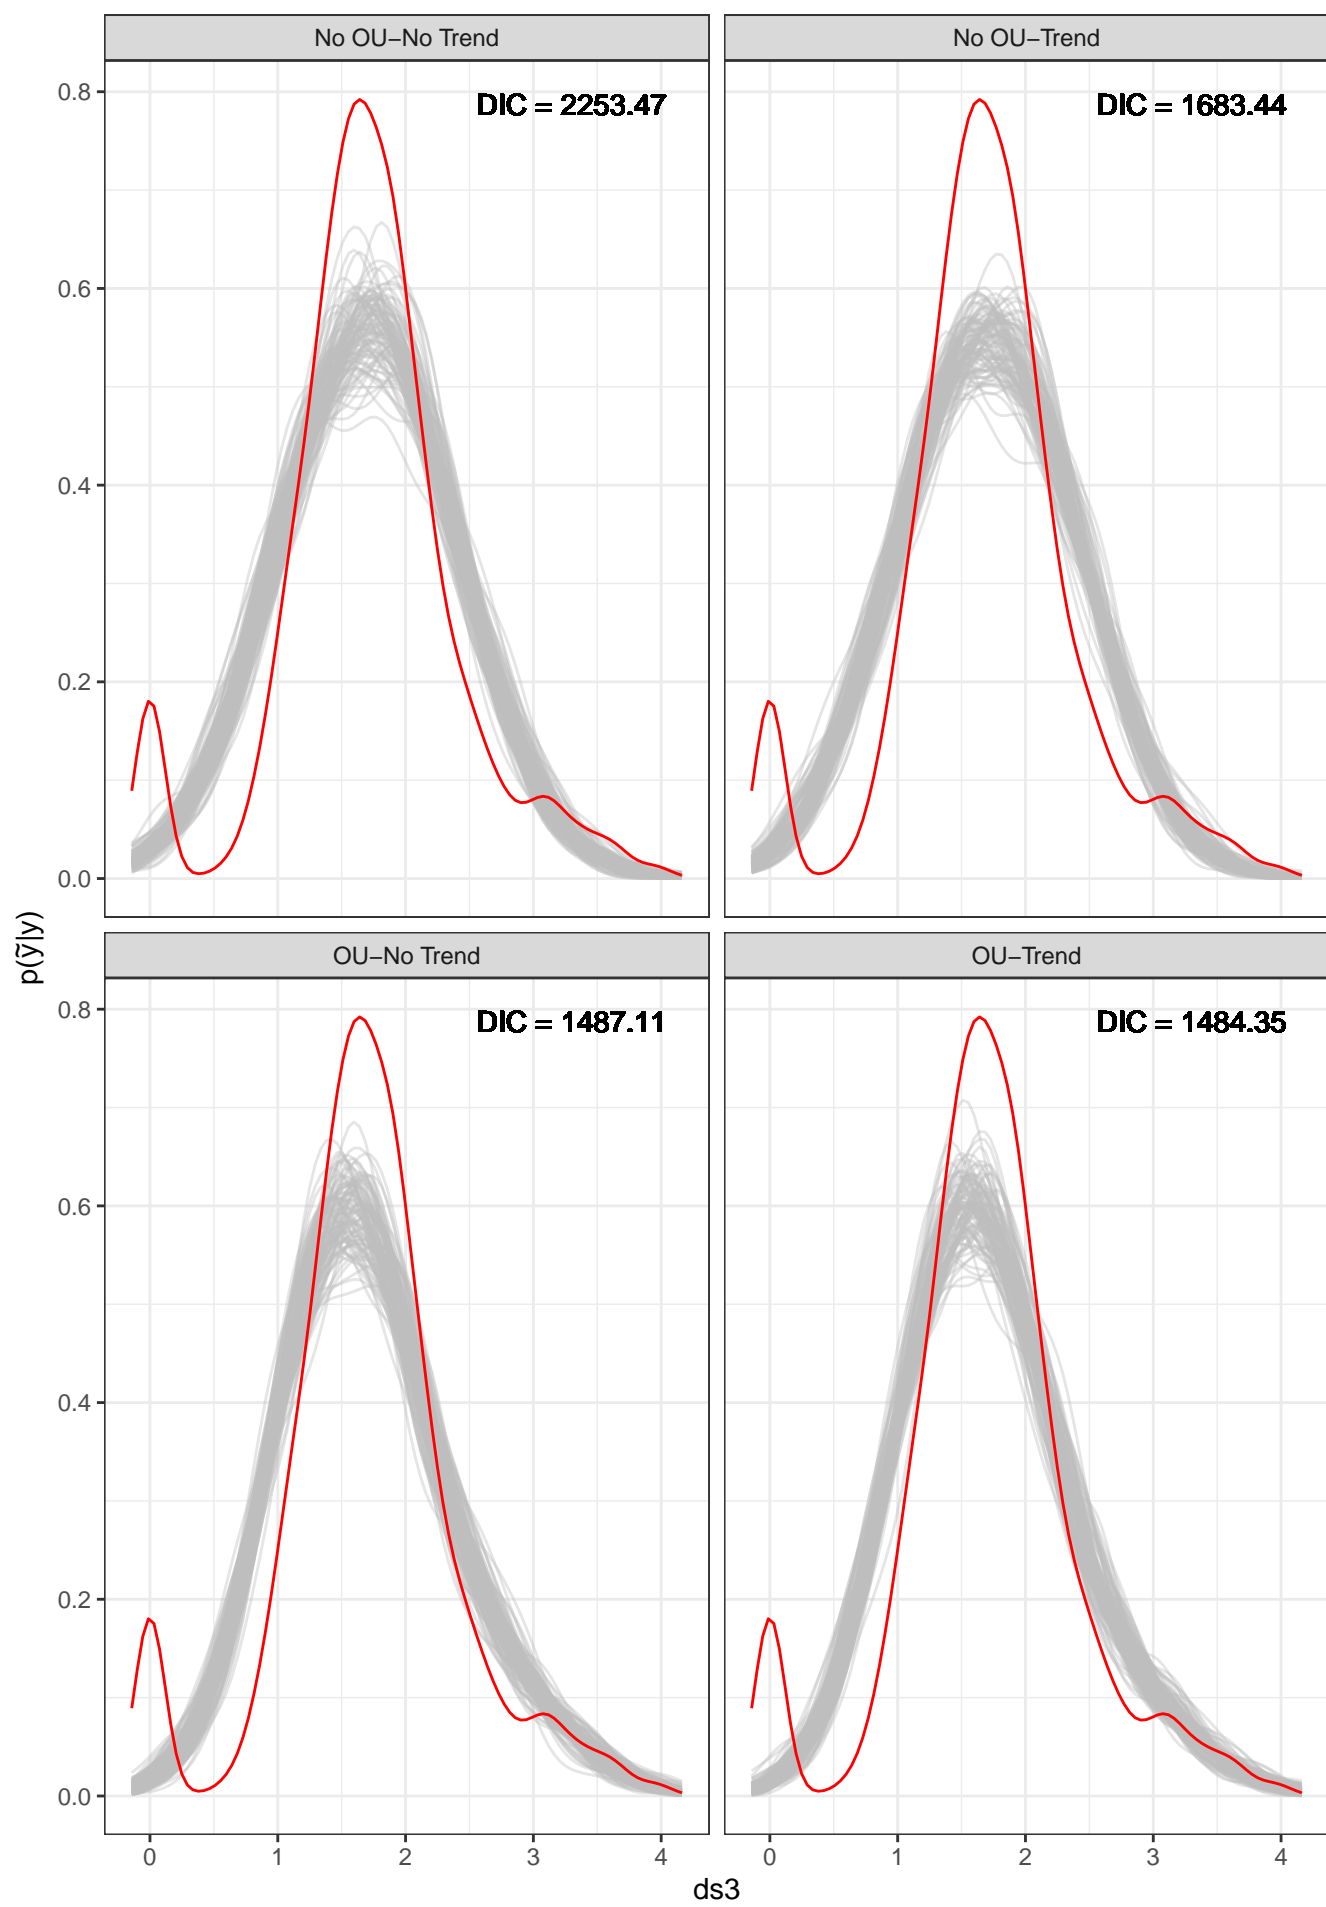 No OU–No Trend
No OU–Trend
0.8
0.6
0.4
0.2
0.0
DIC = 2253.47
DIC = 1683.44
p(ỹ|y)
OU–No Trend
OU–Trend
0.8
0.6
0.4
0.2
0.0
DIC = 1487.11
DIC = 1484.35
0 1 2 3 4
0 1 2 3 4
ds3